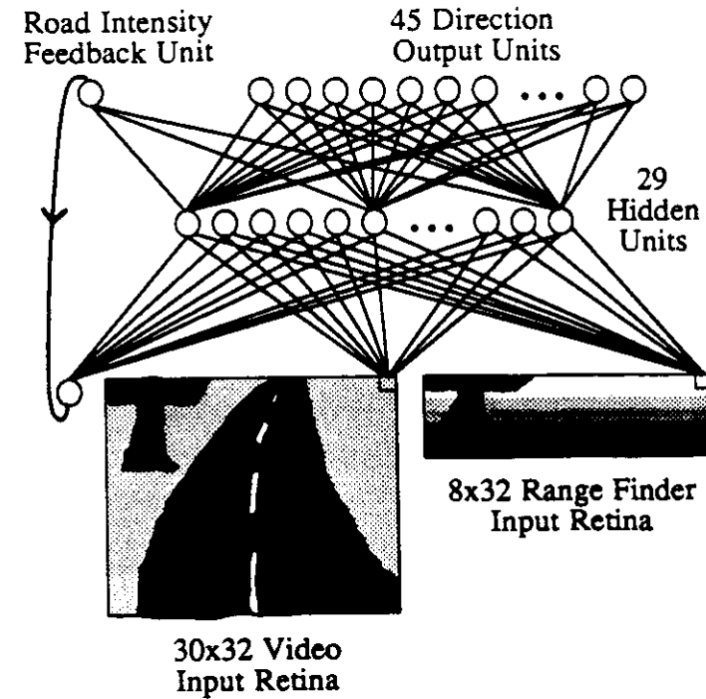 Road Intensity
Feedback Unit
45 Direction
Output Units
29
Hidden
Units
8x32 Range Finder
Input Retina
30x32 Video
Input Retina